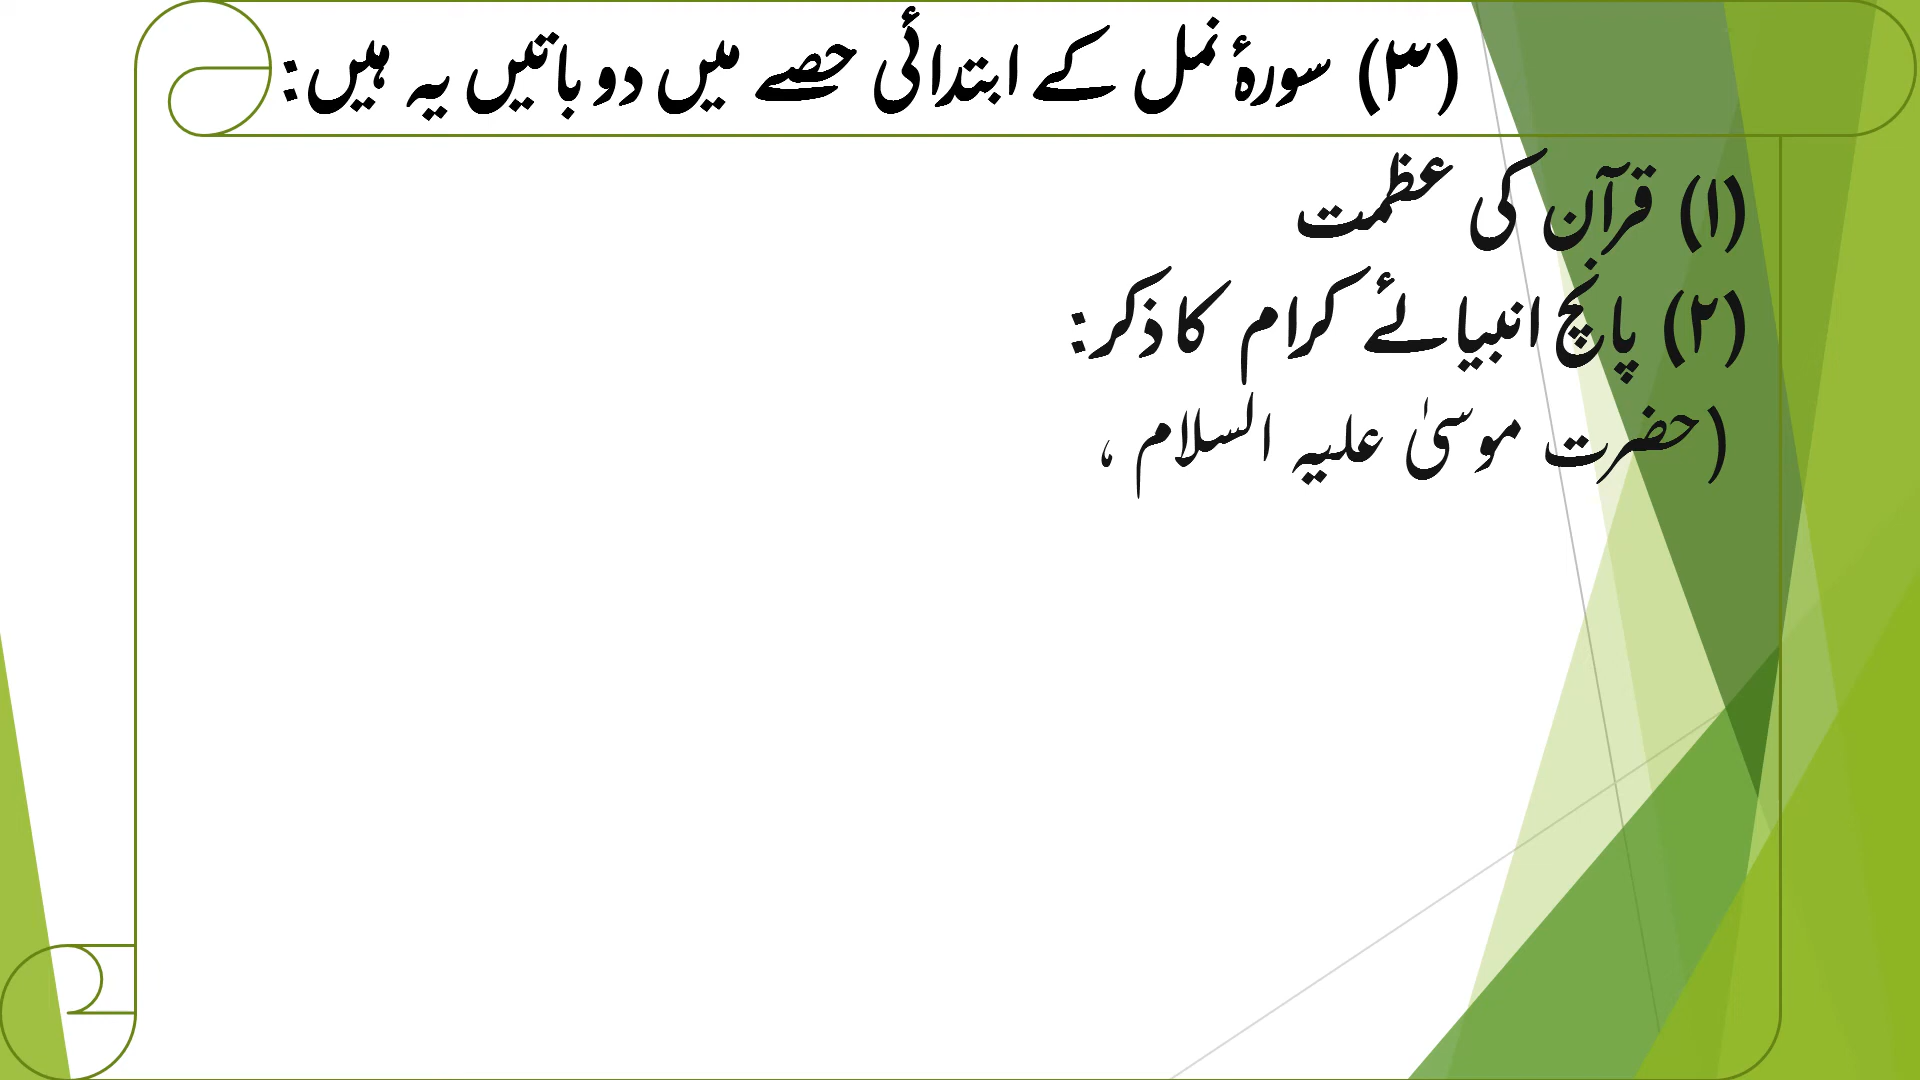 (۳) سورۂ نمل کے ابتدائی حصے میں دو باتیں یہ ہیں:
(۱) قرآن کی عظمت
(۲) پانچ انبیائے کرام کا ذکر:
(حضرت موسیٰ علیہ السلام ،